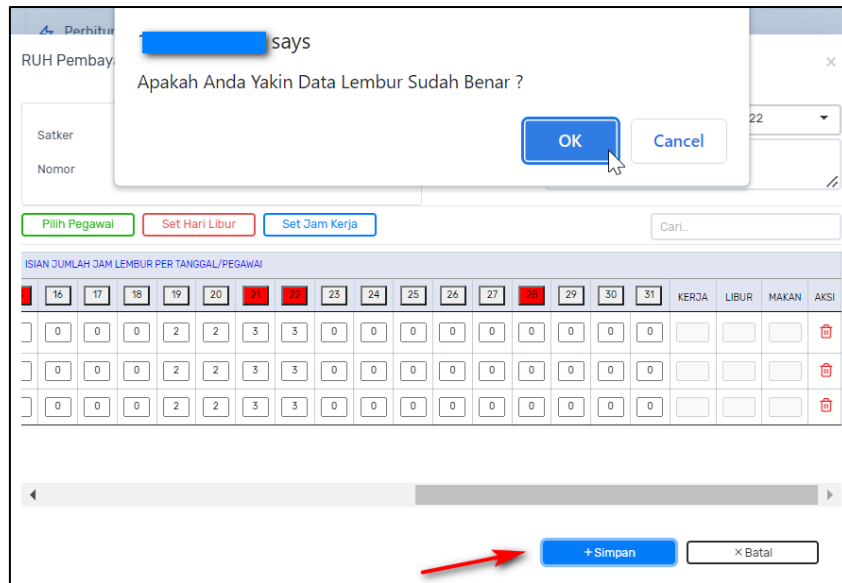 says
Apakah Anda Yakin Data Lembur Sudah Benar ?
OK Cancel
RUH
Satker
Nomor
22
Pilih Pegawai Set Hari Libur Set Jam Kerja Cari..
ISIAN JUMLAH JAM LEMBUR PER TANGGAL/PEGAWAI
16 17 18 19 20 21 22 23 24 25 26 27 28 29 30 31 KERJA LIBUR MAKAN AKSI
0 0 0 2 2 3 3 0 0 0 0 0 0 0 0 0
0 0 0 2 2 3 3 0 0 0 0 0 0 0 0 0
0 0 0 2 2 3 3 0 0 0 0 0 0 0 0 0
+ Simpan × Batal